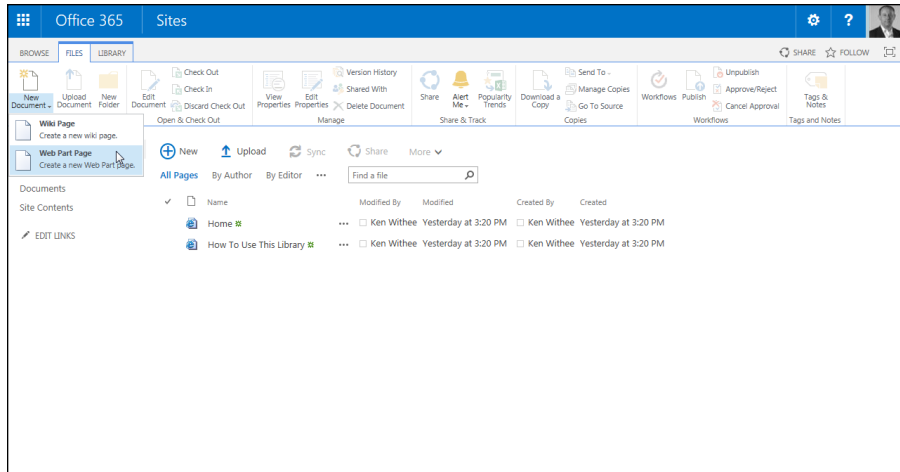 Office 365 Sites ?
BROWSE FILES LIBRARY SHARE FOLLOW
New Document
Upload Document
New Folder
Edit Document
Check Out
Check In
Discard Check Out
Open & Check Out
View Properties
Edit Properties
Version History
Shared With
Delete Document
Manage
Share
Alert Me
Popularity Trends
Share & Track
Download a Copy
Send To
Manage Copies
Go To Source
Copies
Workflows
Publish
Unpublish
Approve/Reject
Cancel Approval
Workflows
Tags & Notes
Tags and Notes
Wiki Page
Create a new wiki page.
Web Part Page
Create a new Web Part page.
Documents
Site Contents
EDIT LINKS
New Upload Sync Share More
All Pages By Author By Editor ••• Find a file
Name Modified By Modified Created By Created
Home ••• Ken Withee Yesterday at 3:20 PM Ken Withee Yesterday at 3:20 PM
How To Use This Library ••• Ken Withee Yesterday at 3:20 PM Ken Withee Yesterday at 3:20 PM